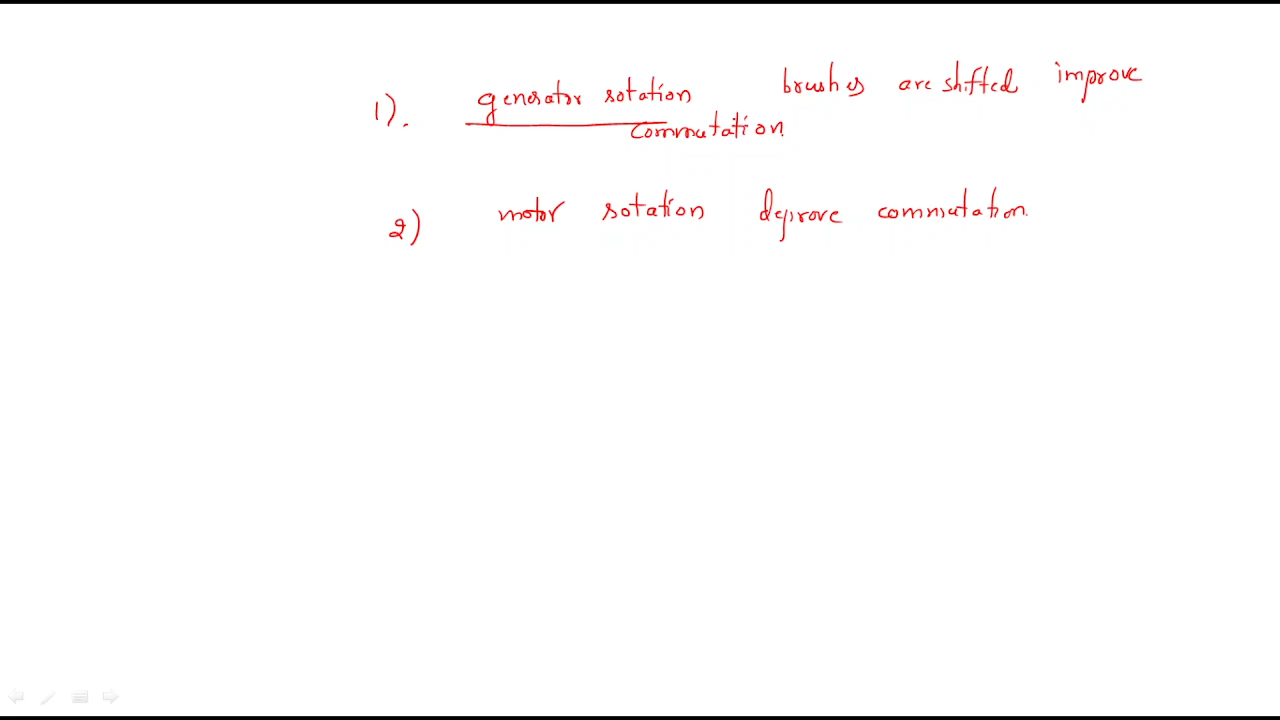 1). generator rotation brushes are shifted improve
commutation.
2) motor rotation deprove commutation.